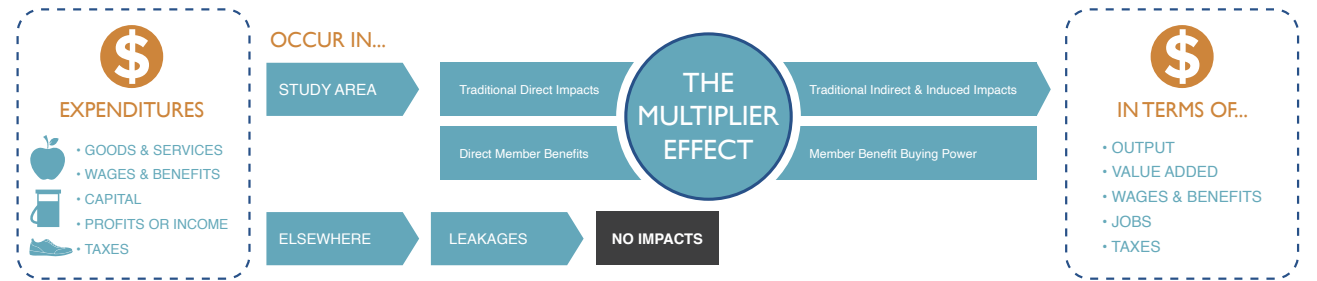 $
EXPENDITURES
• GOODS & SERVICES
• WAGES & BENEFITS
• CAPITAL
• PROFITS OR INCOME
• TAXES
OCCUR IN...
STUDY AREA
Traditional Direct Impacts
Direct Member Benefits
THE
MULTIPLIER
EFFECT
Traditional Indirect & Induced Impacts
Member Benefit Buying Power
ELSEWHERE
LEAKAGES
NO IMPACTS
$
IN TERMS OF...
• OUTPUT
• VALUE ADDED
• WAGES & BENEFITS
• JOBS
• TAXES